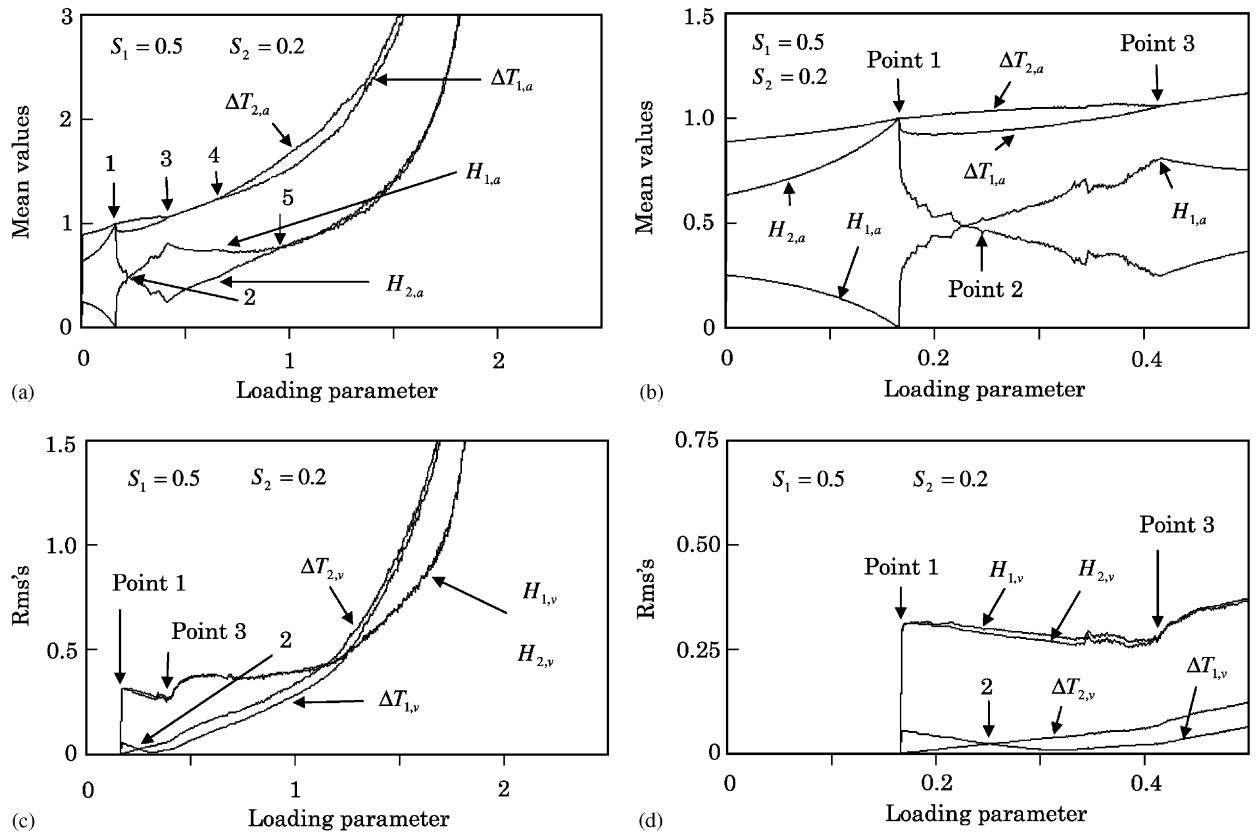 3
S₁ = 0.5 S₂ = 0.2
ΔT₁,ₐ
ΔT₂,ₐ
2
Mean values
1
3
4
H₁,ₐ
5
1
H₂,ₐ
2
0
0 1 2
(a) Loading parameter
1.5
S₁ = 0.5
S₂ = 0.2
Point 1
ΔT₂,ₐ
Point 3
1.0
Mean values
ΔT₁,ₐ
H₂,ₐ
H₁,ₐ
H₁,ₐ
0.5
Point 2
0
0 0.2 0.4
(b) Loading parameter
1.5
S₁ = 0.5 S₂ = 0.2
1.0
Rms's
ΔT₂,ᵥ
Point 1
H₁,ᵥ
Point 3
2
0.5
H₂,ᵥ
ΔT₁,ᵥ
0
0 1 2
(c) Loading parameter
0.75
S₁ = 0.5 S₂ = 0.2
0.50
Rms's
Point 3
Point 1
H₁,ᵥ
H₂,ᵥ
0.25
2
ΔT₂,ᵥ
ΔT₁,ᵥ
0
0 0.2 0.4
(d) Loading parameter